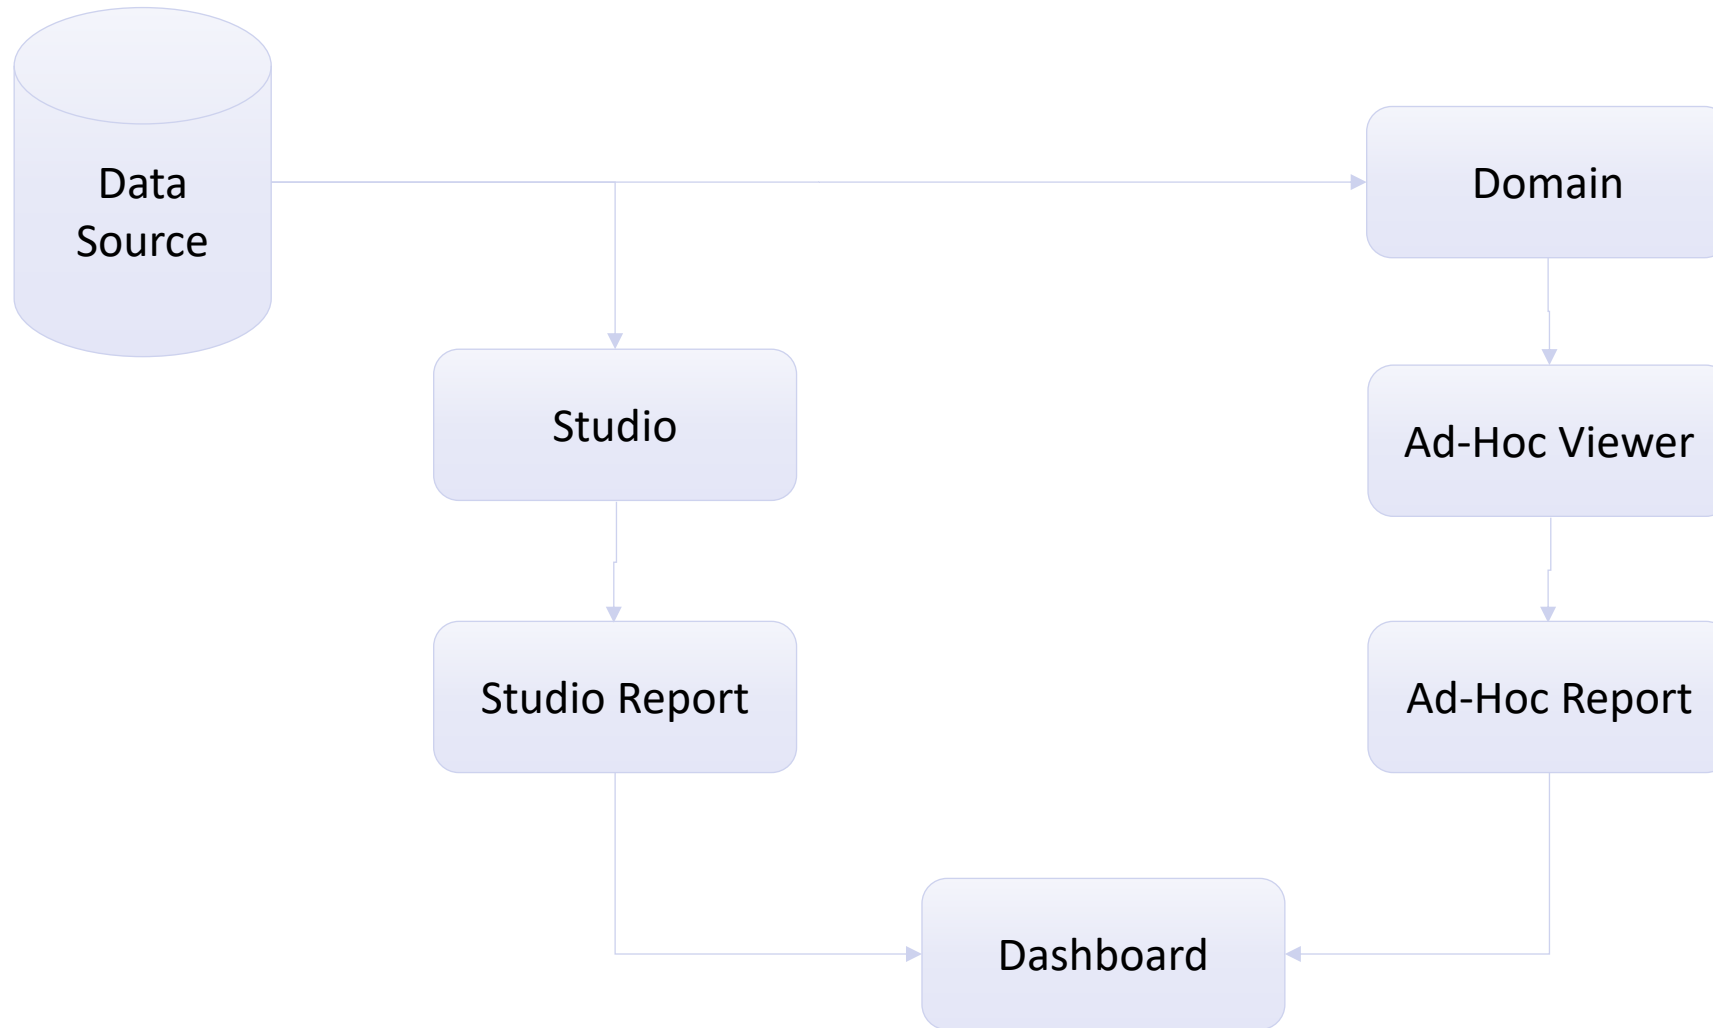 Data
Source
Domain
Studio
Ad-Hoc Viewer
Studio Report
Ad-Hoc Report
Dashboard